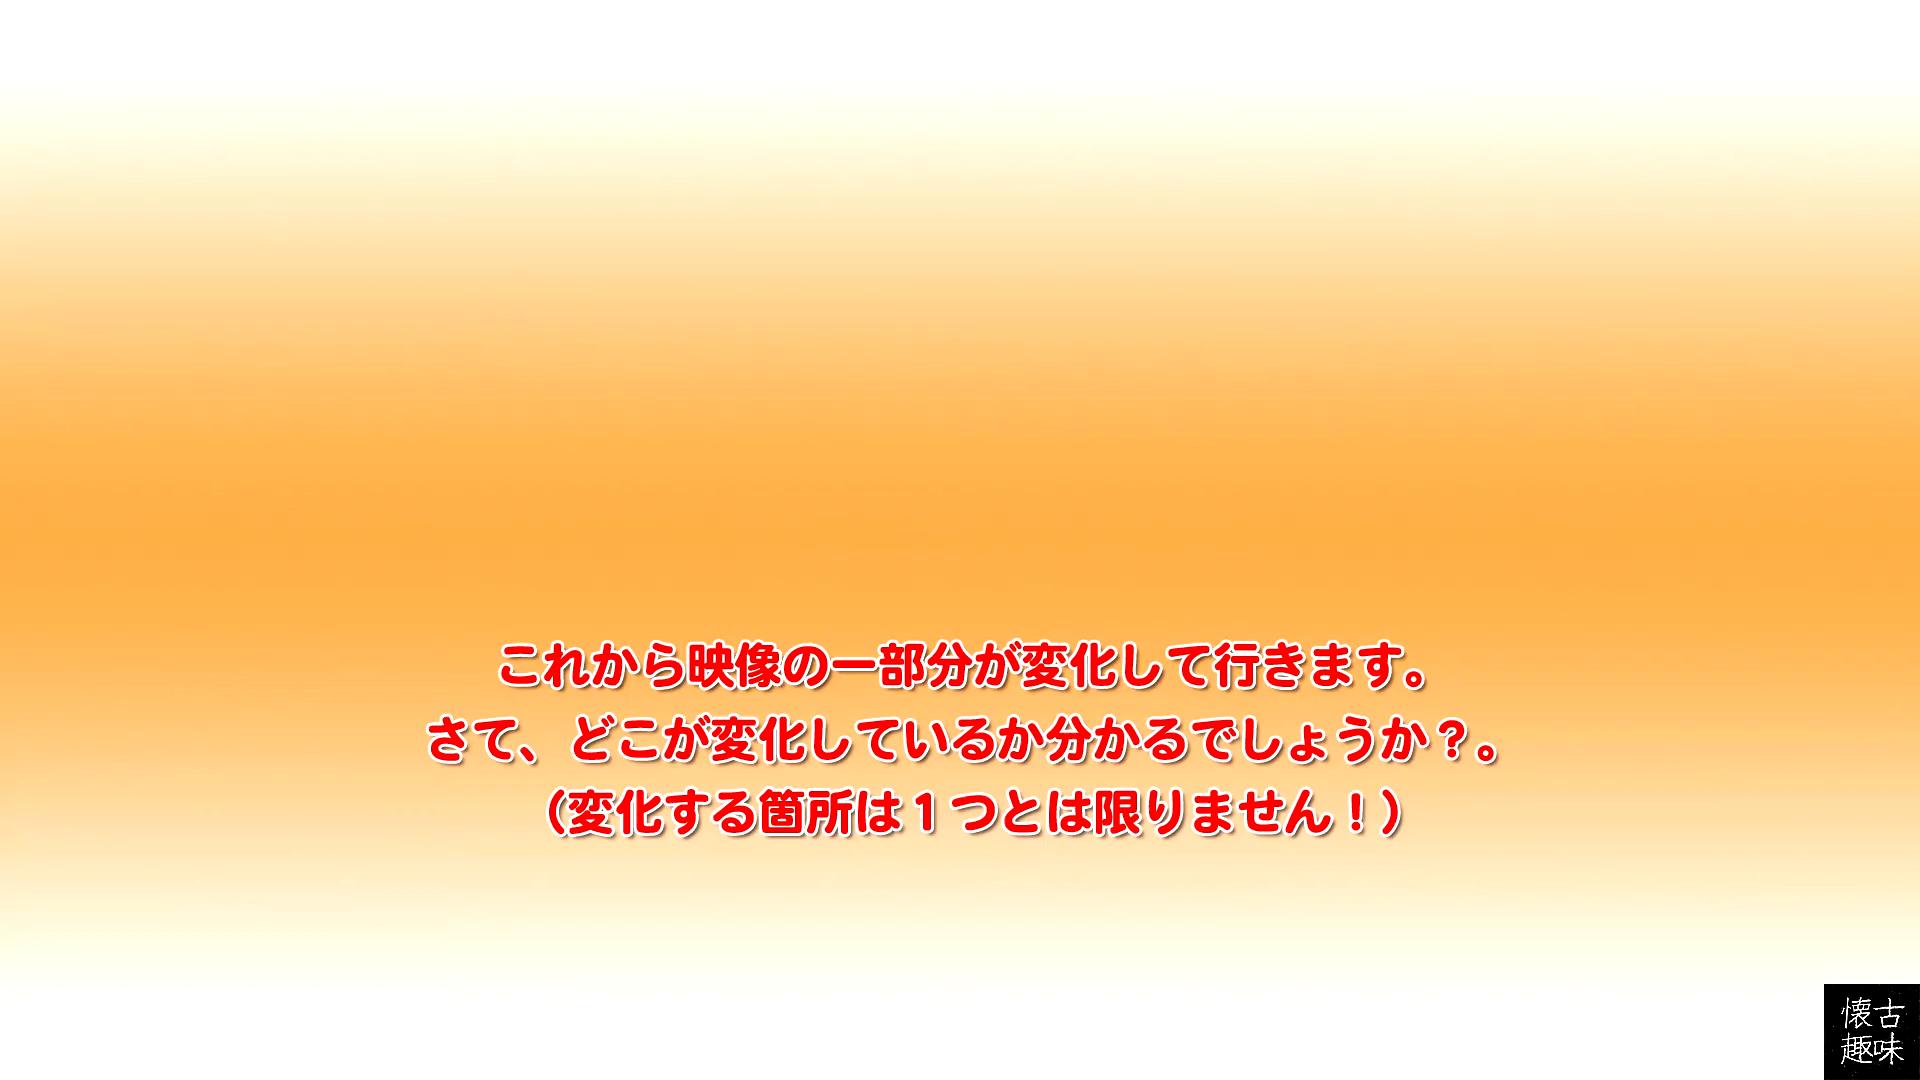 これから映像の一部分が変化して行きます。
さて、どこが変化しているか分かるでしょうか？。
（変化する箇所は１つとは限りません！）
懐古
趣味